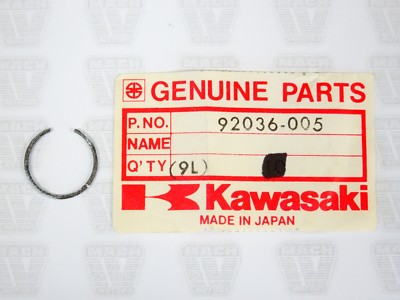 GENUINE PARTS
P. NO. 92036-005
NAME
Q'TY (9L)
Kawasaki
MADE IN JAPAN